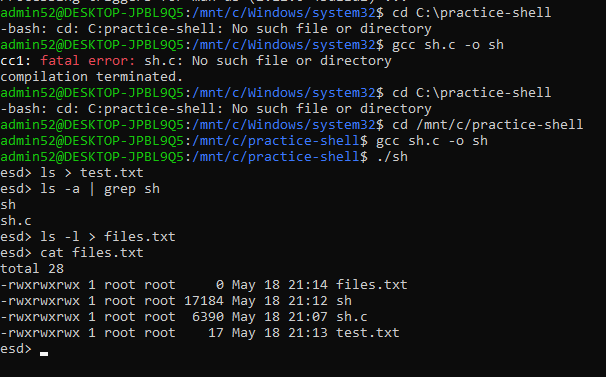 admin52@DESKTOP-JPBL9Q5:/mnt/c/Windows/system32$ cd C:\practice-shell
-bash: cd: C:practice-shell: No such file or directory
admin52@DESKTOP-JPBL9Q5:/mnt/c/Windows/system32$ gcc sh.c -o sh
cc1: fatal error: sh.c: No such file or directory
compilation terminated.
admin52@DESKTOP-JPBL9Q5:/mnt/c/Windows/system32$ cd C:\practice-shell
-bash: cd: C:practice-shell: No such file or directory
admin52@DESKTOP-JPBL9Q5:/mnt/c/Windows/system32$ cd /mnt/c/practice-shell
admin52@DESKTOP-JPBL9Q5:/mnt/c/practice-shell$ gcc sh.c -o sh
admin52@DESKTOP-JPBL9Q5:/mnt/c/practice-shell$ ./sh
esd> ls > test.txt
esd> ls -a | grep sh
sh
sh.c
esd> ls -l > files.txt
esd> cat files.txt
total 28
-rwxrwxrwx 1 root root     0 May 18 21:14 files.txt
-rwxrwxrwx 1 root root 17184 May 18 21:12 sh
-rwxrwxrwx 1 root root  6390 May 18 21:07 sh.c
-rwxrwxrwx 1 root root    17 May 18 21:13 test.txt
esd>